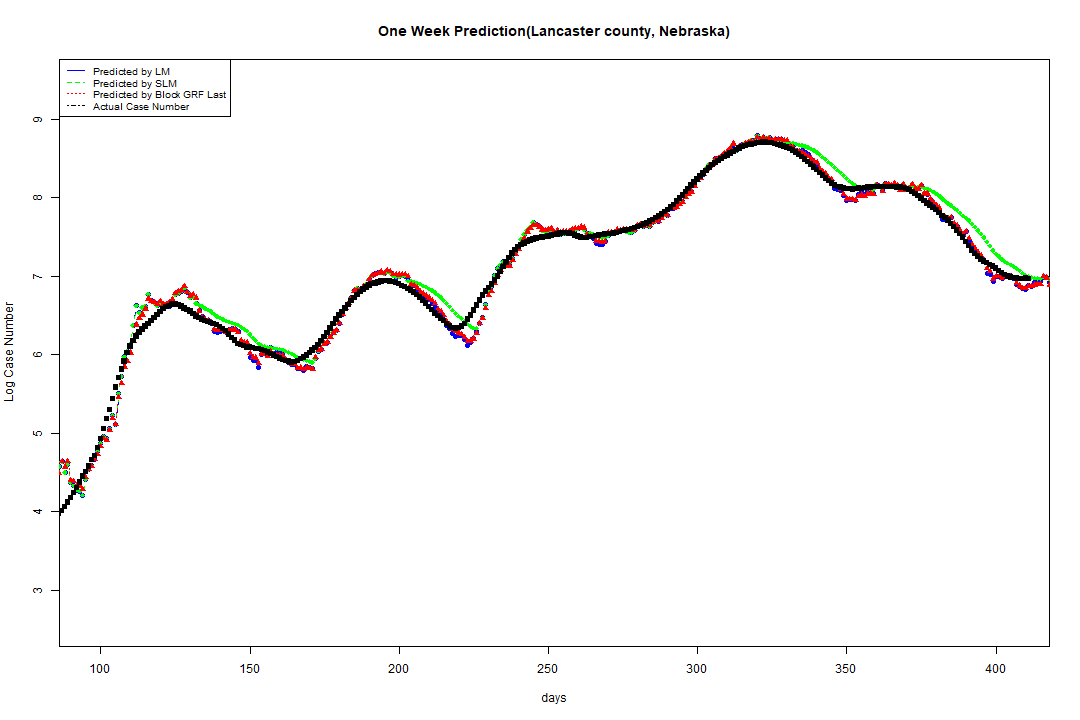 One Week Prediction(Lancaster county, Nebraska)
Predicted by LM
Predicted by SLM
Predicted by Block GRF Last
Actual Case Number
9
8
7
6
5
4
3
Log Case Number
100 150 200 250 300 350 400
days